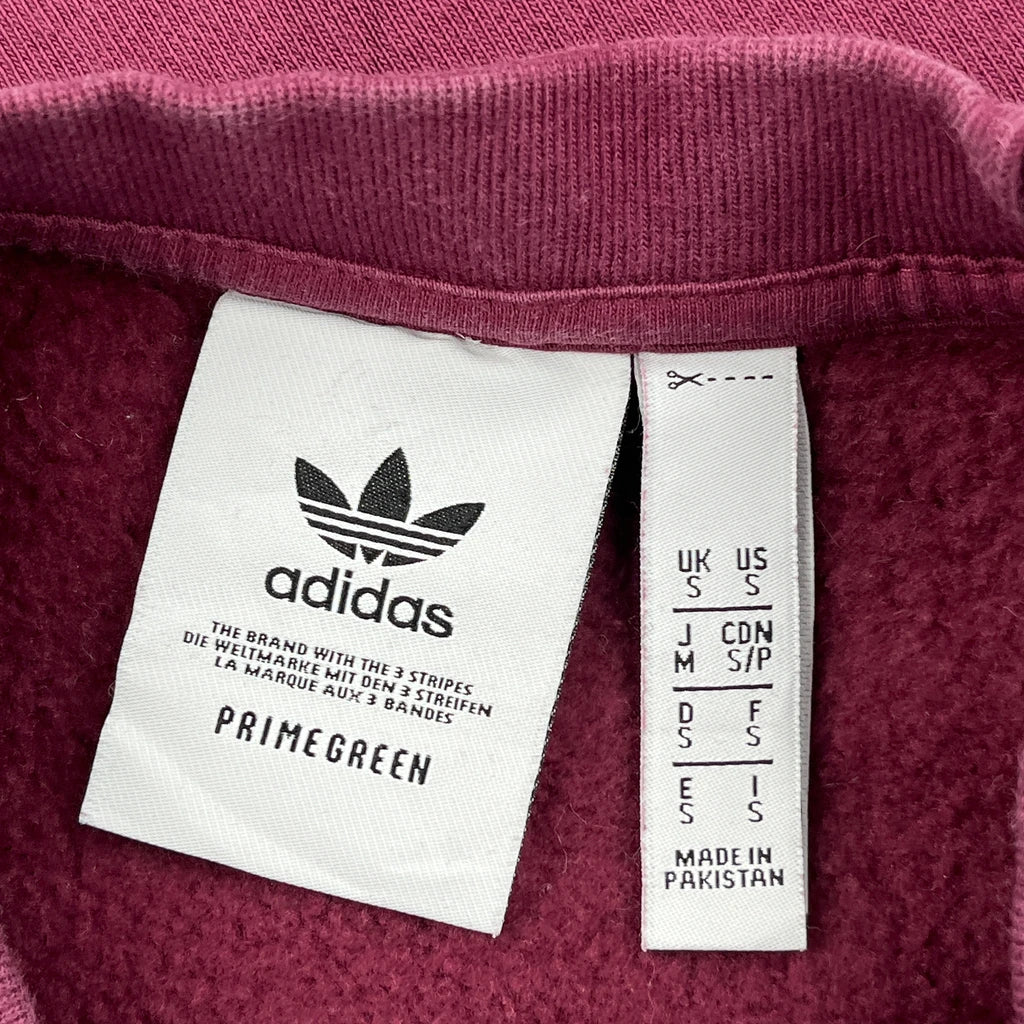 adidas
THE BRAND WITH THE 3 STRIPES
DIE WELTMARKE MIT DEN 3 STREIFEN
LA MARQUE AUX 3 BANDES
PRIMEGREEN
UK US
S S
J CDN
M S/P
D F
S S
E I
S S
MADE IN
PAKISTAN